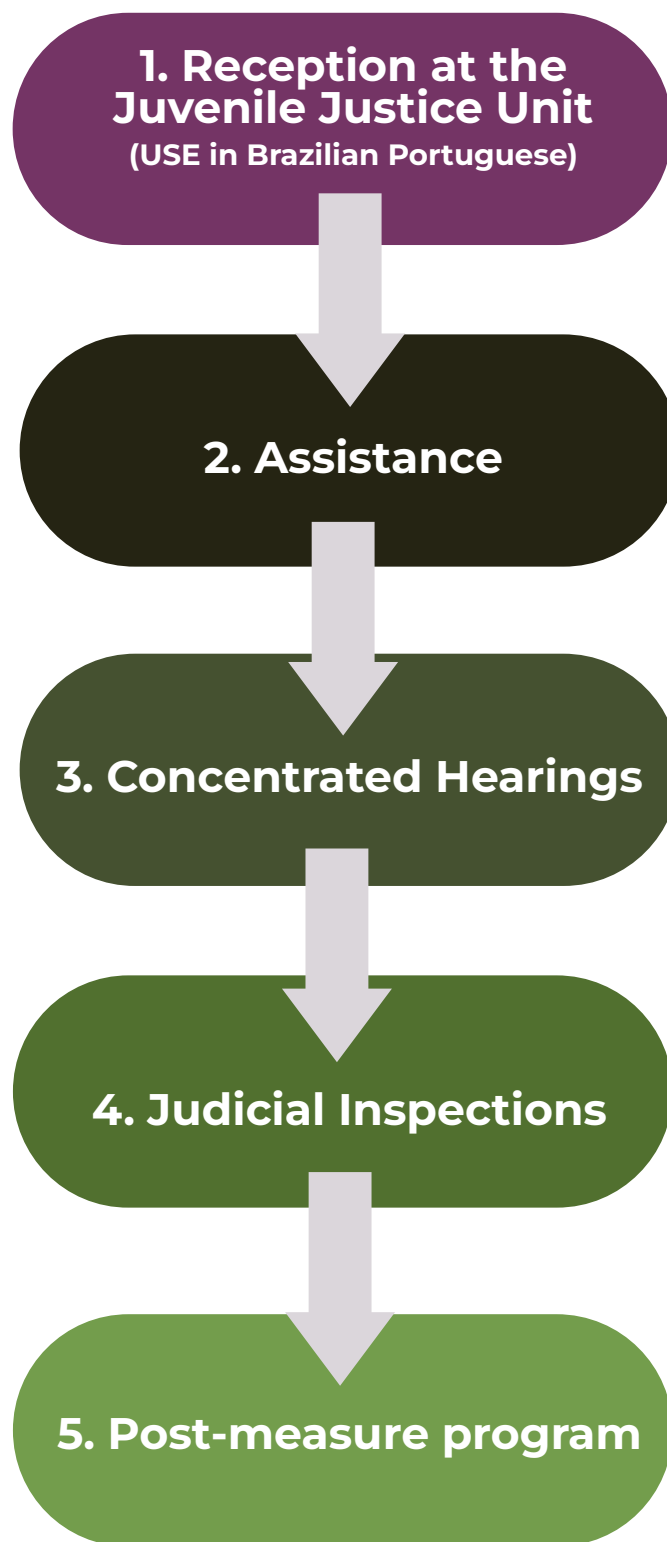 1. Reception at the
Juvenile Justice Unit
(USE in Brazilian Portuguese)
2. Assistance
3. Concentrated Hearings
4. Judicial Inspections
5. Post-measure program